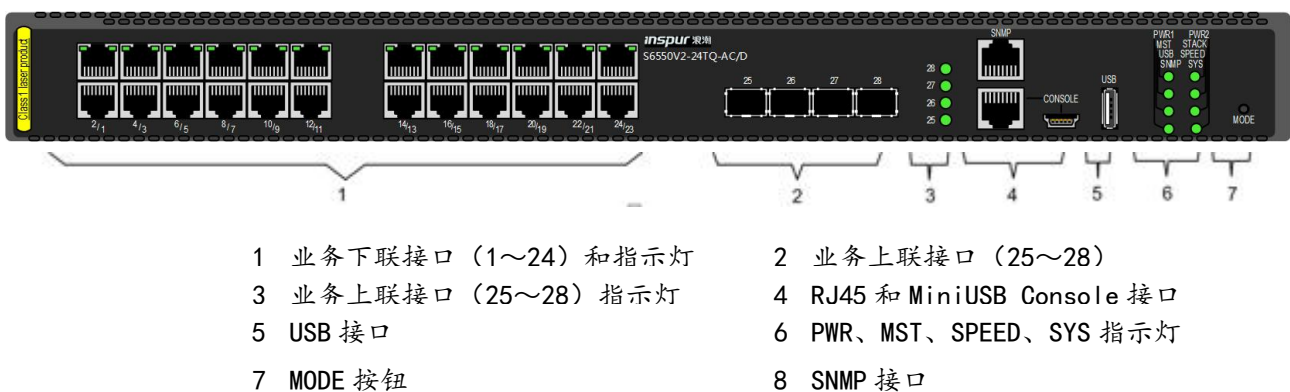 Class1 laser product
inspur 浪潮
S6550V2-24TQ-AC/D
2/1 4/3 6/5 8/7 10/9 12/11 14/13 16/15 18/17 20/19 22/21 24/23
25 26 27 28
28
27
26
25
SNMP
CONSOLE
USB
PWR1 PWR2
MST STACK
USB SPEED
SNMP SYS
MODE
1 2 3 4 5 6 7
1 业务下联接口（1～24）和指示灯 2 业务上联接口（25～28）
3 业务上联接口（25～28）指示灯 4 RJ45 和 MiniUSB Console 接口
5 USB 接口 6 PWR、MST、SPEED、SYS 指示灯
7 MODE 按钮 8 SNMP 接口